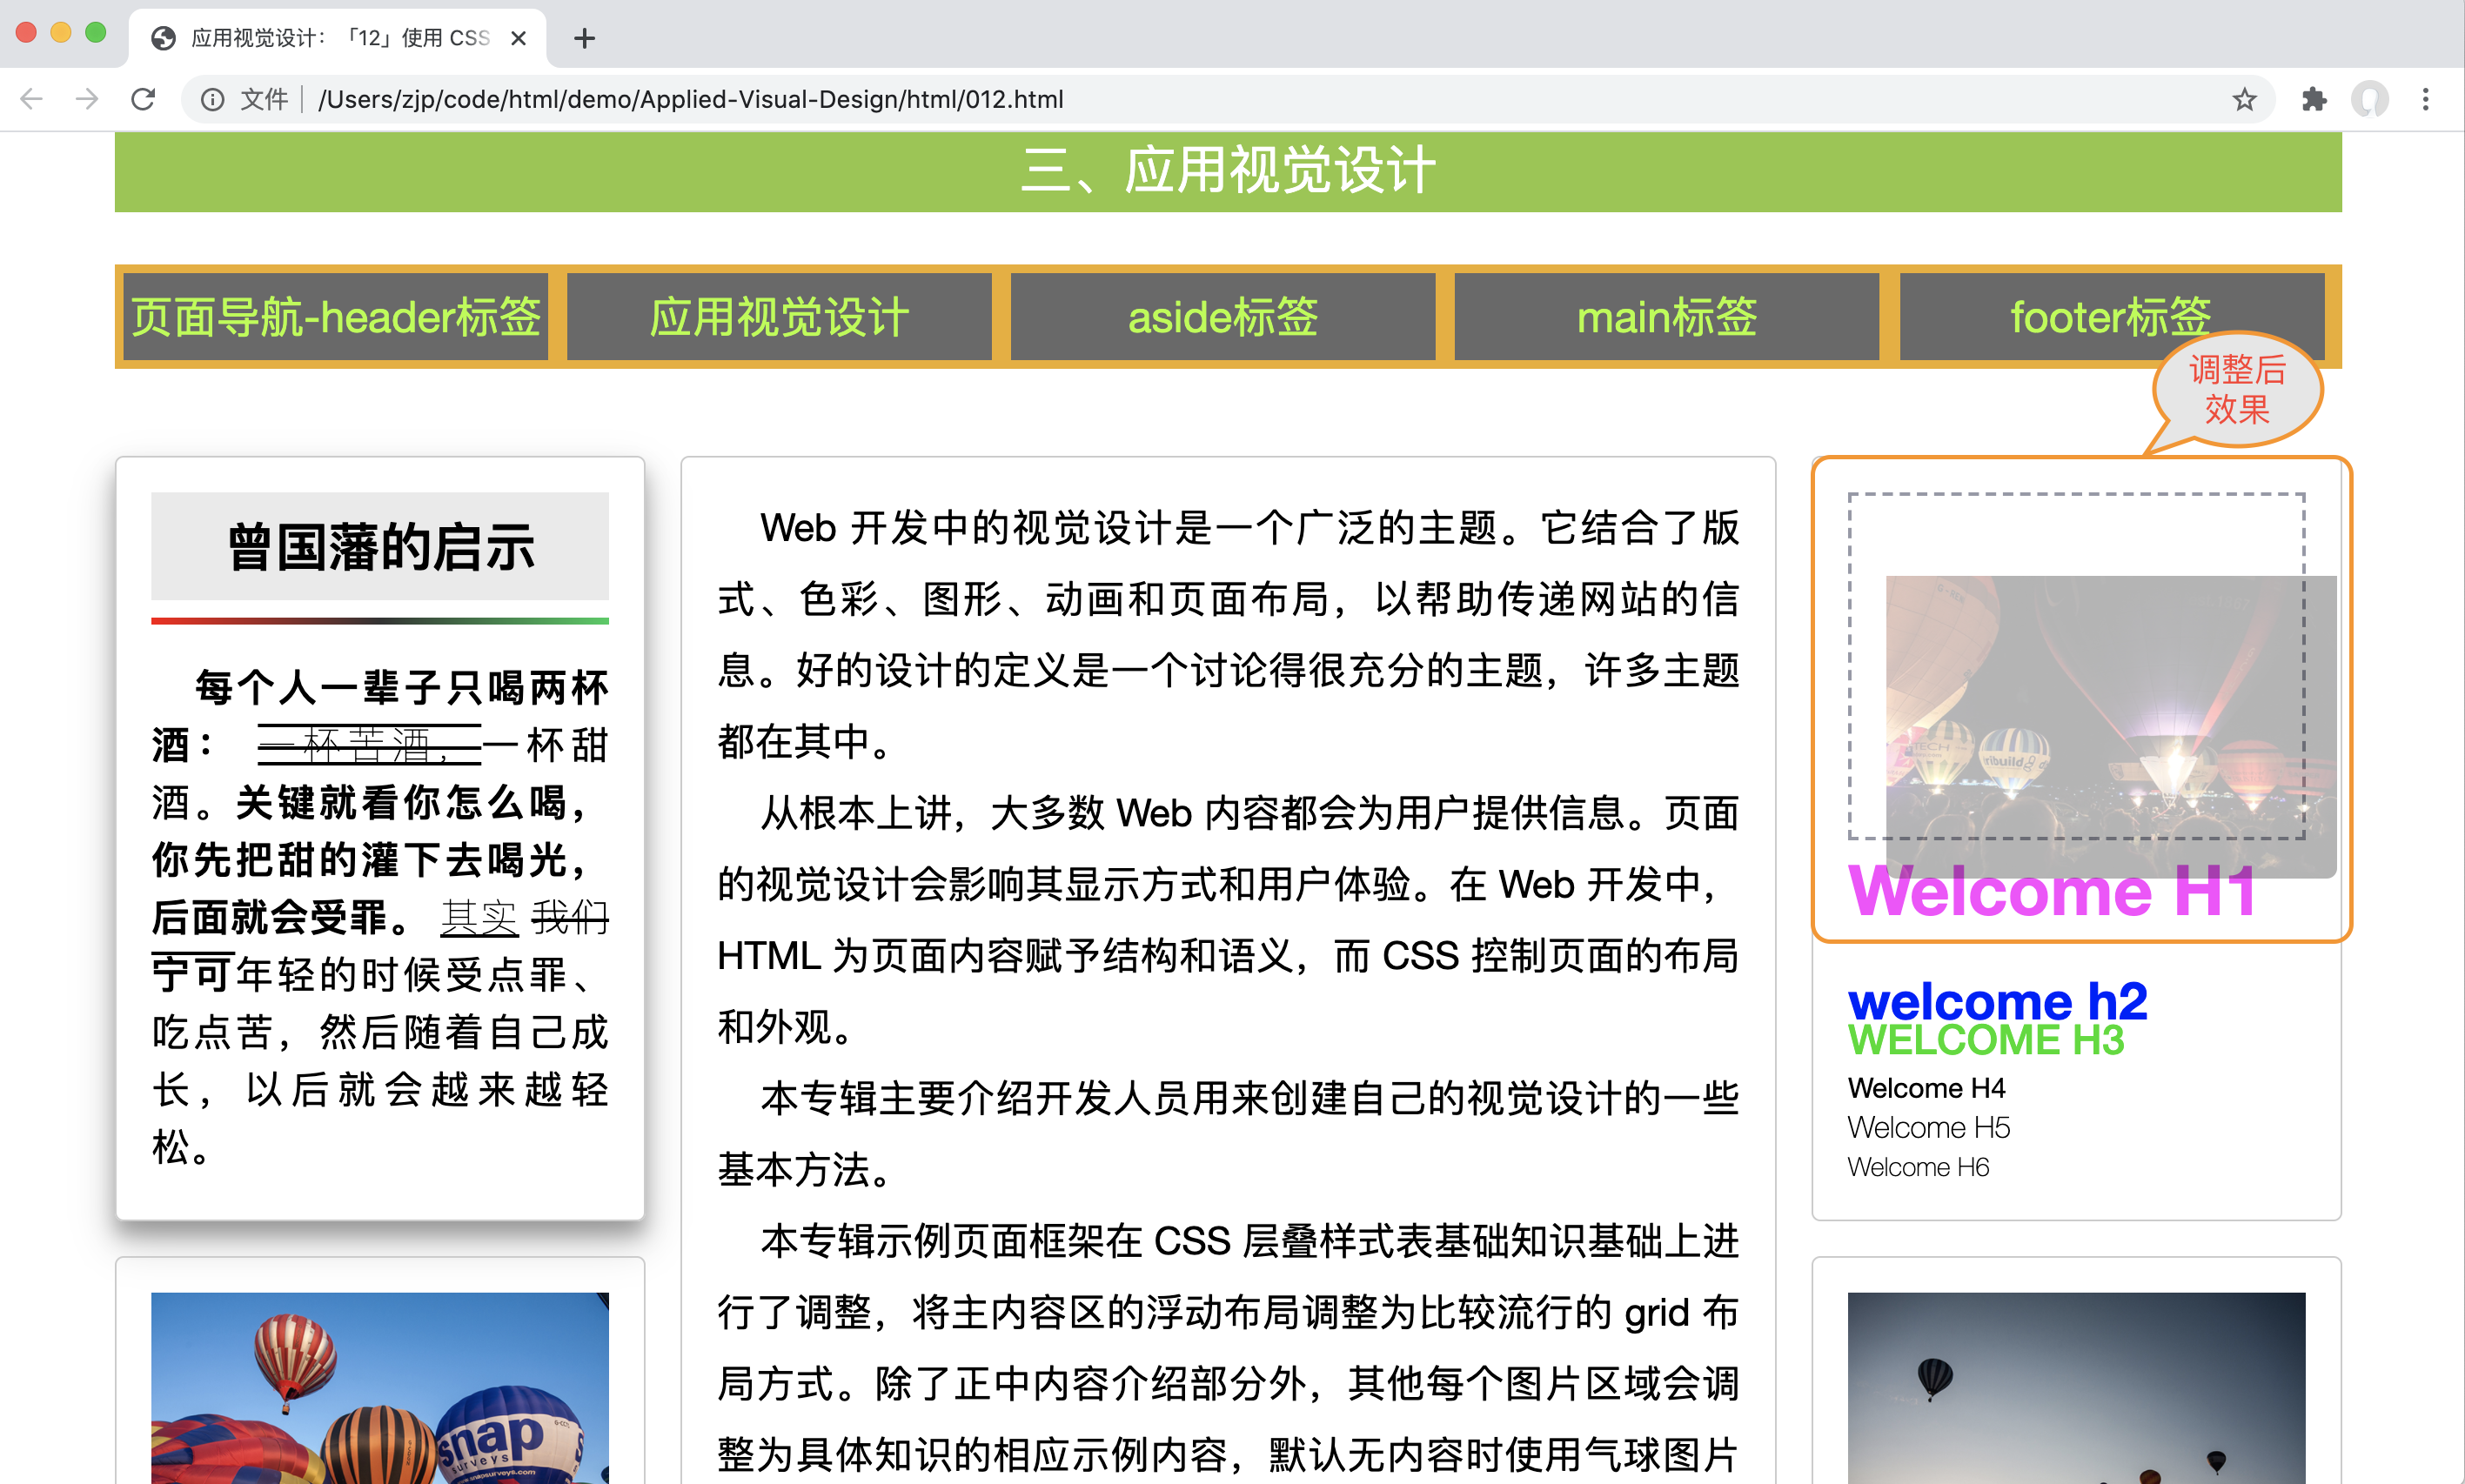 应用视觉设计：「12」使用 CSS
文件 /Users/zjp/code/html/demo/Applied-Visual-Design/html/012.html
三、应用视觉设计
页面导航-header标签
应用视觉设计
aside标签
main标签
footer标签
调整后
效果
曾国藩的启示
每个人一辈子只喝两杯
酒： 一杯苦酒，一杯甜
酒。关键就看你怎么喝，
你先把甜的灌下去喝光，
后面就会受罪。 其实 我们
宁可年轻的时候受点罪、
吃点苦，然后随着自己成
长，以后就会越来越轻
松。
Web 开发中的视觉设计是一个广泛的主题。它结合了版
式、色彩、图形、动画和页面布局，以帮助传递网站的信
息。好的设计的定义是一个讨论得很充分的主题，许多主题
都在其中。
从根本上讲，大多数 Web 内容都会为用户提供信息。页面
的视觉设计会影响其显示方式和用户体验。在 Web 开发中，
HTML 为页面内容赋予结构和语义，而 CSS 控制页面的布局
和外观。
本专辑主要介绍开发人员用来创建自己的视觉设计的一些
基本方法。
本专辑示例页面框架在 CSS 层叠样式表基础知识基础上进
行了调整，将主内容区的浮动布局调整为比较流行的 grid 布
局方式。除了正中内容介绍部分外，其他每个图片区域会调
整为具体知识的相应示例内容，默认无内容时使用气球图片
TECH
ribuild
Welcome H1
welcome h2
WELCOME H3
Welcome H4
Welcome H5
Welcome H6
snap
surveys
www.snapsurveys.com